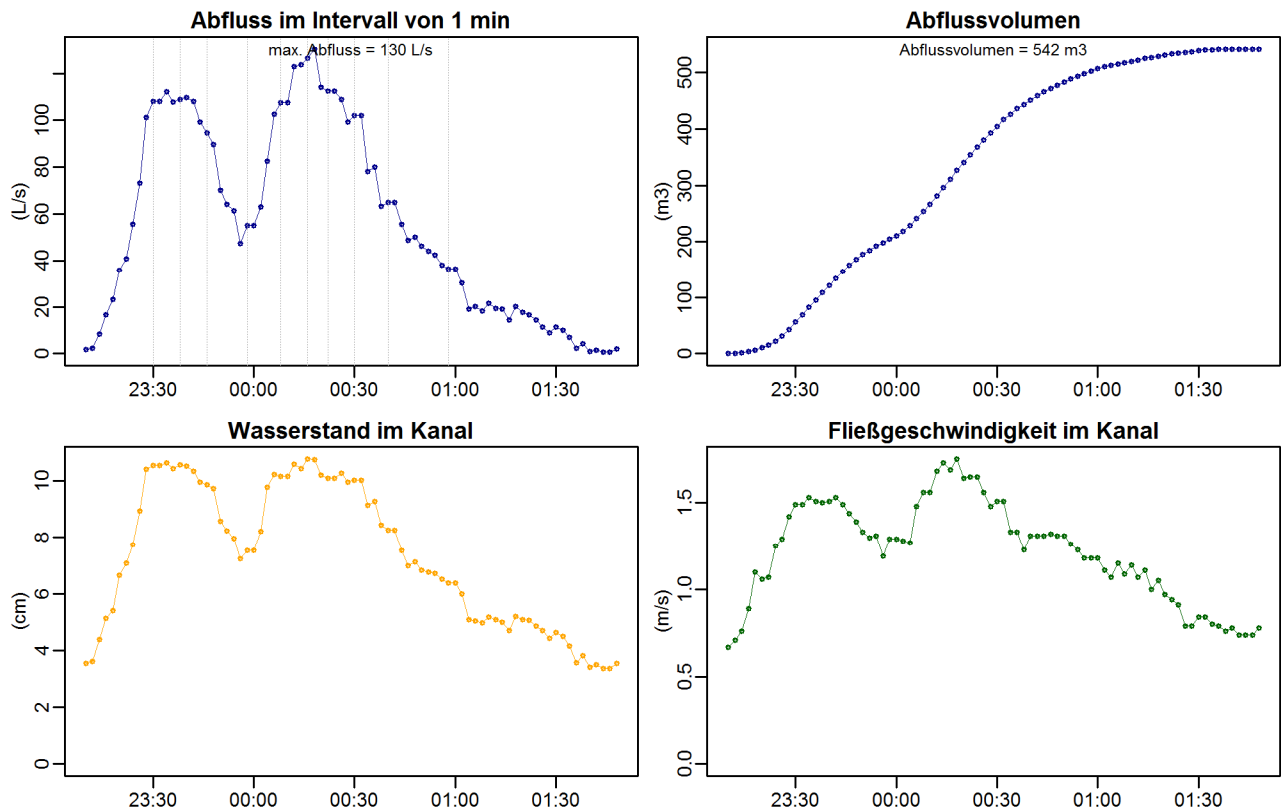 Abfluss im Intervall von 1 min
max. Abfluss = 130 L/s
(L/s)
0 20 40 60 80 100
23:30 00:00 00:30 01:00 01:30
Abflussvolumen
Abflussvolumen = 542 m3
(m3)
0 100 200 300 400 500
23:30 00:00 00:30 01:00 01:30
Wasserstand im Kanal
(cm)
0 2 4 6 8 10
23:30 00:00 00:30 01:00 01:30
Fließgeschwindigkeit im Kanal
(m/s)
0.0 0.5 1.0 1.5
23:30 00:00 00:30 01:00 01:30